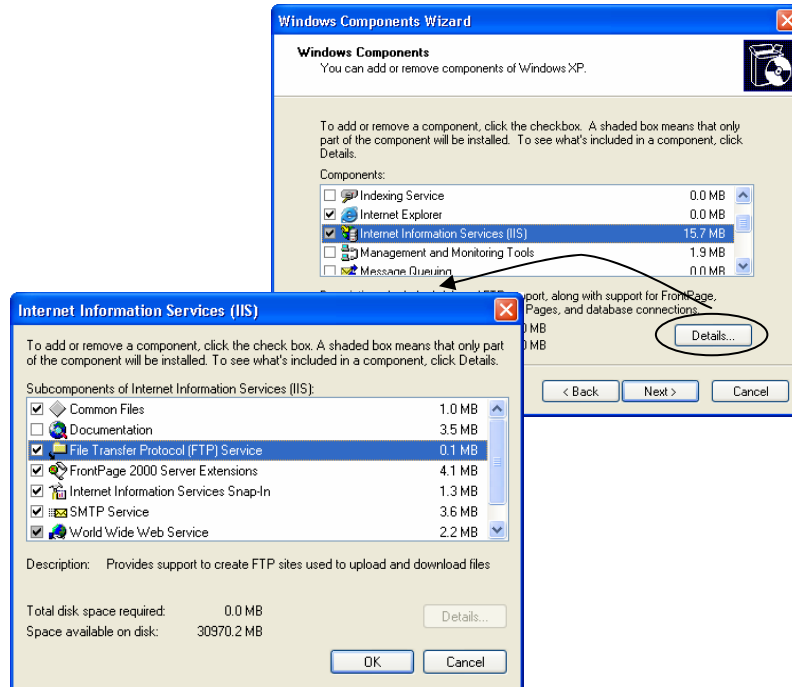 Windows Components Wizard
Windows Components
You can add or remove components of Windows XP.
To add or remove a component, click the checkbox. A shaded box means that only
part of the component will be installed. To see what's included in a component, click
Details.
Components:
Indexing Service 0.0 MB
Internet Explorer 0.0 MB
Internet Information Services (IIS) 15.7 MB
Management and Monitoring Tools 1.9 MB
Message Queuing 0.0 MB
along with support for FrontPage,
Pages, and database connections.
MB
Details...
MB
< Back Next > Cancel
Internet Information Services (IIS)
To add or remove a component, click the check box. A shaded box means that only part
of the component will be installed. To see what's included in a component, click Details.
Subcomponents of Internet Information Services (IIS):
Common Files 1.0 MB
Documentation 3.5 MB
File Transfer Protocol (FTP) Service 0.1 MB
FrontPage 2000 Server Extensions 4.1 MB
Internet Information Services Snap-In 1.3 MB
SMTP Service 3.6 MB
World Wide Web Service 2.2 MB
Description: Provides support to create FTP sites used to upload and download files
Total disk space required: 0.0 MB
Details...
Space available on disk: 30970.2 MB
OK Cancel